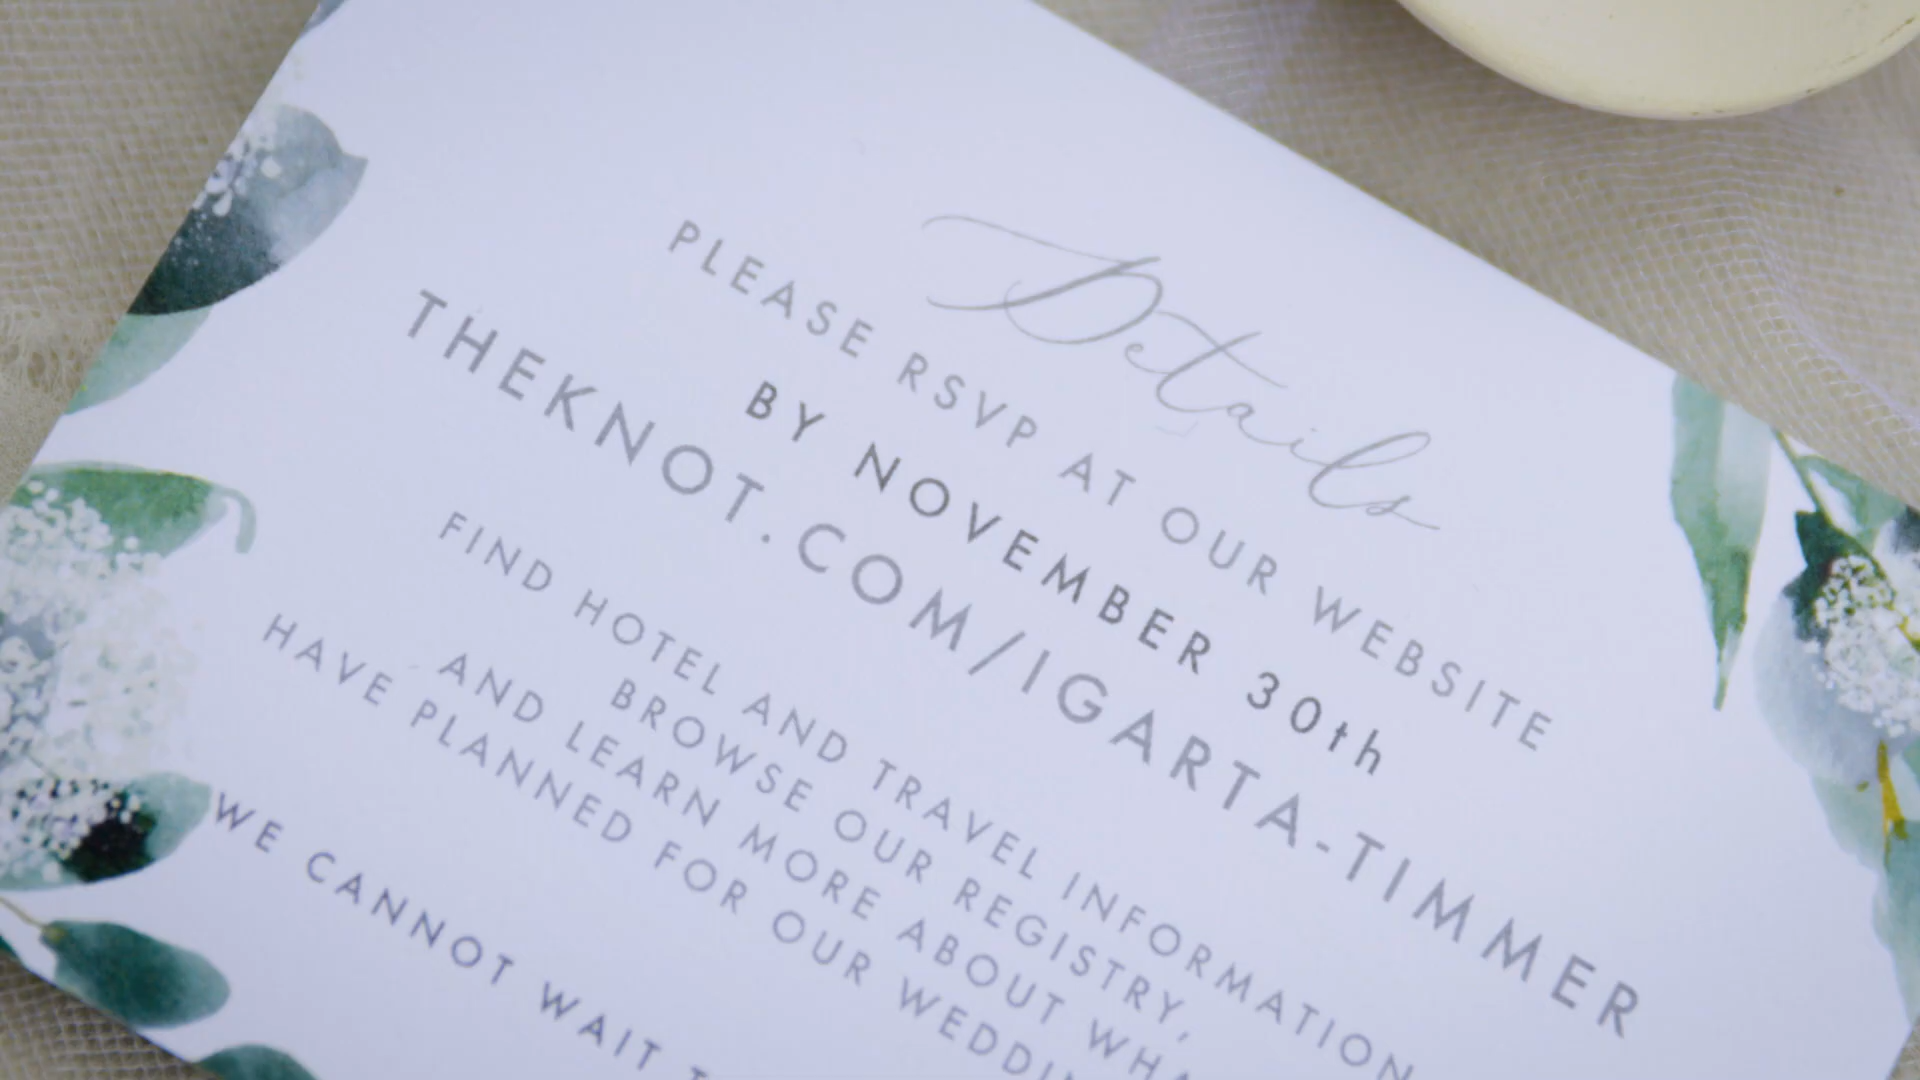 Details
PLEASE RSVP AT OUR WEBSITE
BY NOVEMBER 30th
THEKNOT.COM/IGARTA-TIMMER
FIND HOTEL AND TRAVEL INFORMATION
BROWSE OUR REGISTRY,
AND LEARN MORE ABOUT
HAVE PLANNED FOR OUR
WE CANNOT WAIT